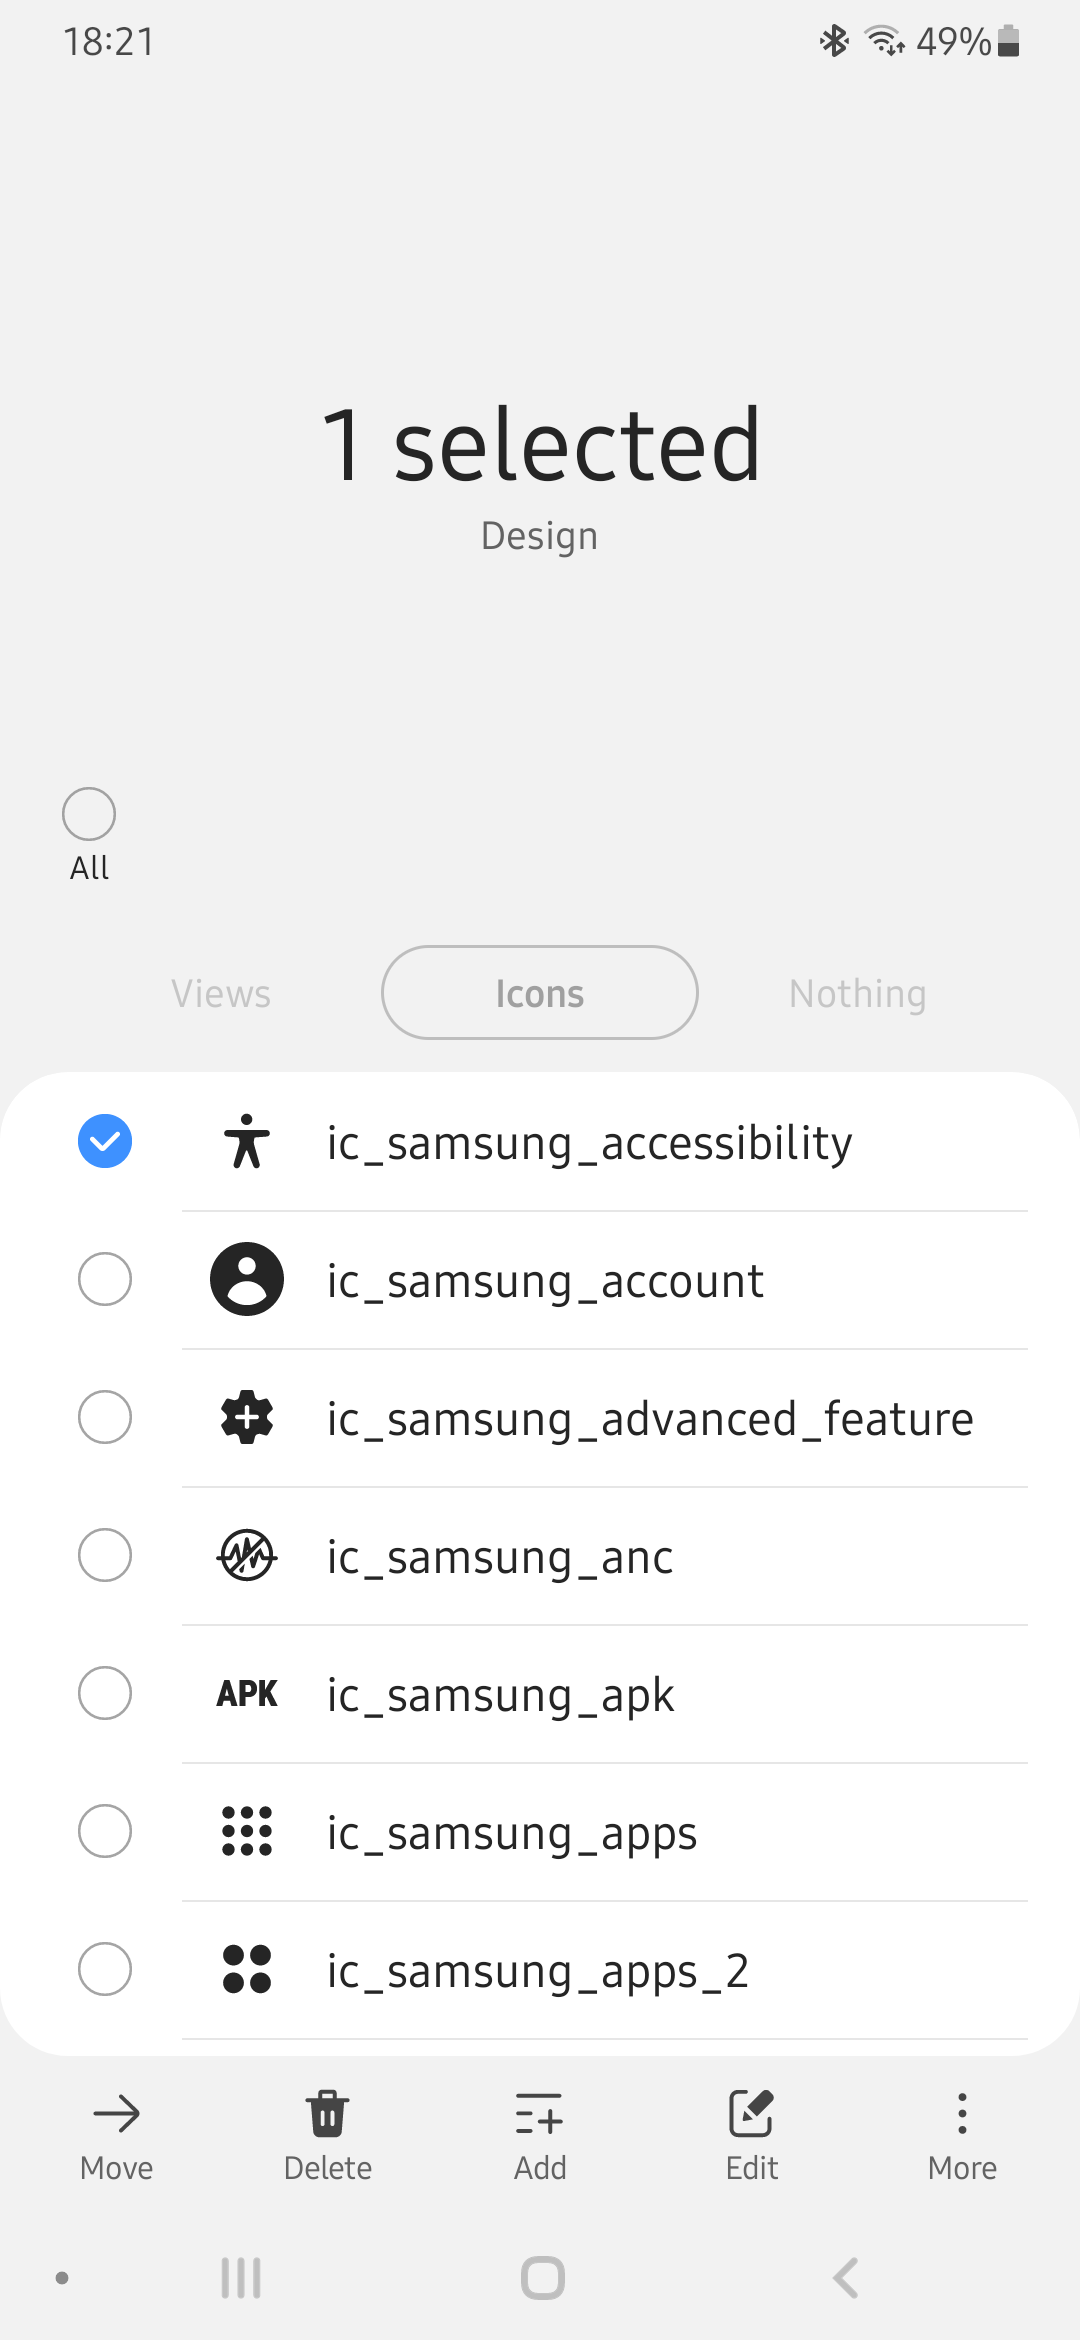 18:21 49%
1 selected
Design
All
Views Icons Nothing
ic_samsung_accessibility
ic_samsung_account
ic_samsung_advanced_feature
ic_samsung_anc
APK ic_samsung_apk
ic_samsung_apps
ic_samsung_apps_2
Move Delete Add Edit More